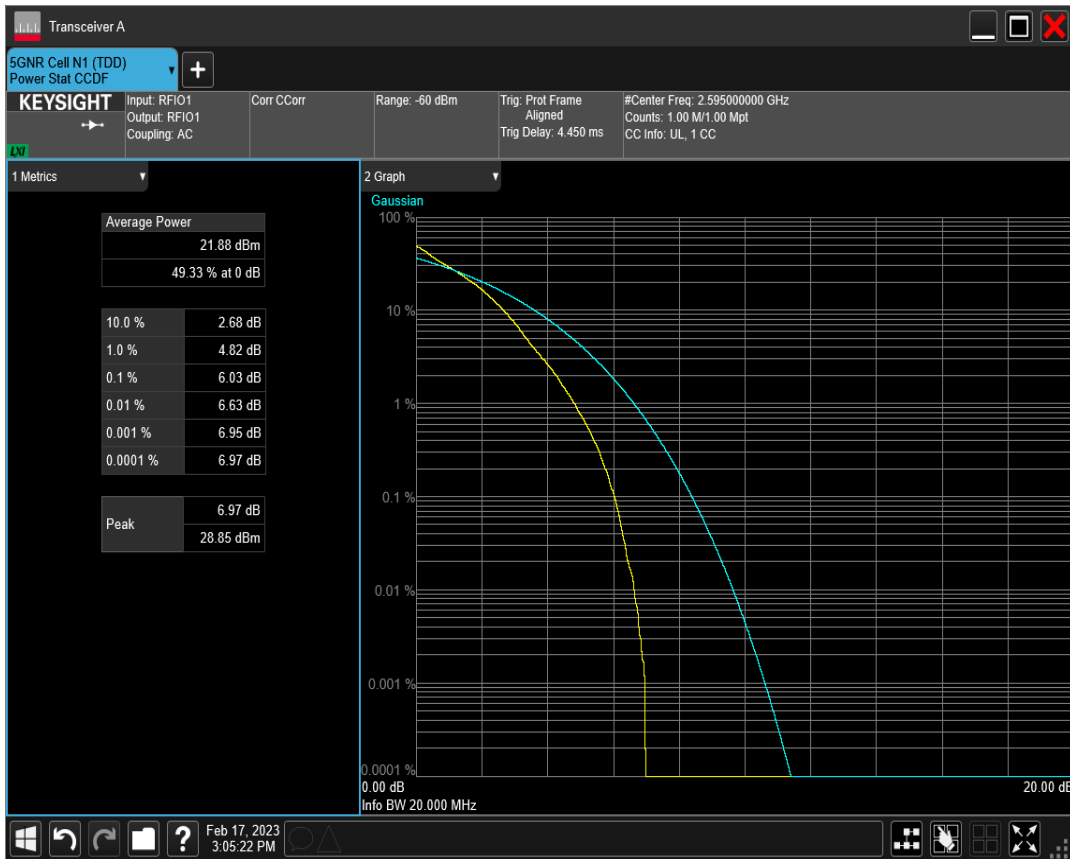 Transceiver A
5GNR Cell N1 (TDD)
Power Stat CCDF
+
KEYSIGHT
LXI
Input: RFIO1
Output: RFIO1
Coupling: AC
Corr CCorr
Range: -60 dBm
Trig: Prot Frame
Aligned
Trig Delay: 4.450 ms
#Center Freq: 2.595000000 GHz
Counts: 1.00 M/1.00 Mpt
CC Info: UL, 1 CC
1 Metrics
Average Power
21.88 dBm
49.33 % at 0 dB
10.0 % 2.68 dB
1.0 % 4.82 dB
0.1 % 6.03 dB
0.01 % 6.63 dB
0.001 % 6.95 dB
0.0001 % 6.97 dB
Peak
6.97 dB
28.85 dBm
2 Graph
Gaussian
100 %
10 %
1 %
0.1 %
0.01 %
0.001 %
0.0001 %
0.00 dB 20.00 dB
Info BW 20.000 MHz
?
Feb 17, 2023
3:05:22 PM